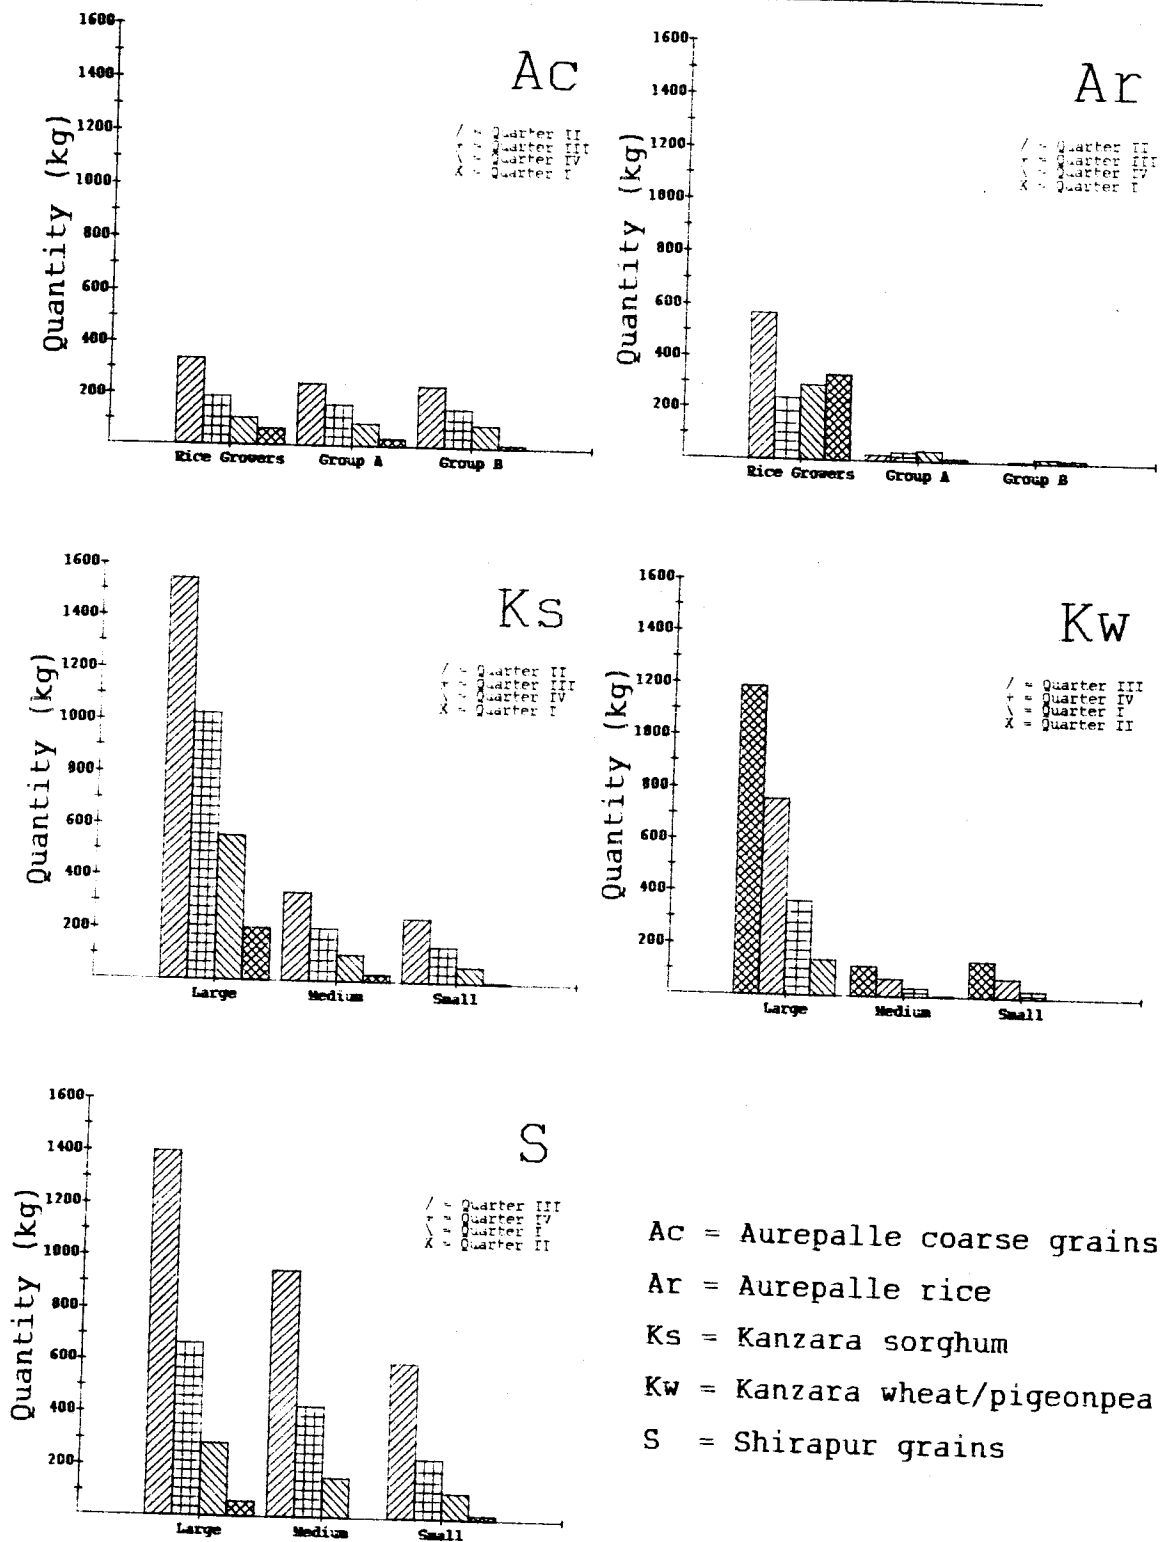 1600
1400
1200
1000
800
600
400
200
Quantity (kg)
Ac
/ = Quarter II
+ = Quarter III
\ = Quarter IV
X = Quarter I
Rice Growers Group A Group B
1600
1400
1200
1000
800
600
400
200
Quantity (kg)
Ar
/ = Quarter II
+ = Quarter III
\ = Quarter IV
X = Quarter I
Rice Growers Group A Group B
1600
1400
1200
1000
800
600
400
200
Quantity (kg)
Ks
/ = Quarter II
+ = Quarter III
\ = Quarter IV
X = Quarter I
Large Medium Small
1600
1400
1200
1000
800
600
400
200
Quantity (kg)
Kw
/ = Quarter III
+ = Quarter IV
\ = Quarter I
X = Quarter II
Large Medium Small
1600
1400
1200
1000
800
600
400
200
Quantity (kg)
S
/ = Quarter III
+ = Quarter IV
\ = Quarter I
X = Quarter II
Large Medium Small
Ac = Aurepalle coarse grains
Ar = Aurepalle rice
Ks = Kanzara sorghum
Kw = Kanzara wheat/pigeonpea
S = Shirapur grains